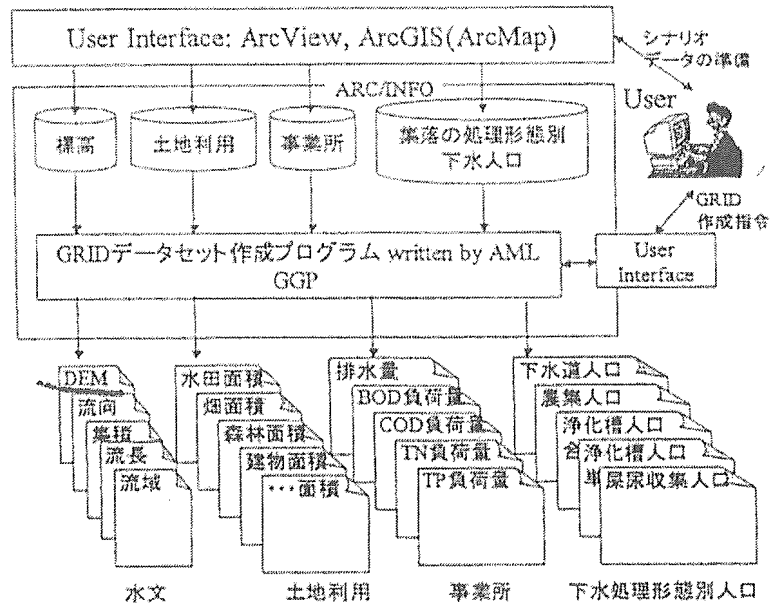 User Interface: ArcView, ArcGIS(ArcMap)
シナリオ
データの準備
ARC/INFO
User
標高
土地利用
事業所
集落の処理形態別
下水人口
GRID
作成指令
GRIDデータセット作成プログラム written by AML
GGP
User
Interface
DEM
流向
集積
流長
流域
水田面積
畑面積
森林面積
建物面積
…面積
排水量
BOD負荷量
COD負荷量
TN負荷量
TP負荷量
下水道人口
農集人口
浄化槽人口
合浄化槽人口
単屎尿収集人口
水文
土地利用
事業所
下水処理形態別人口